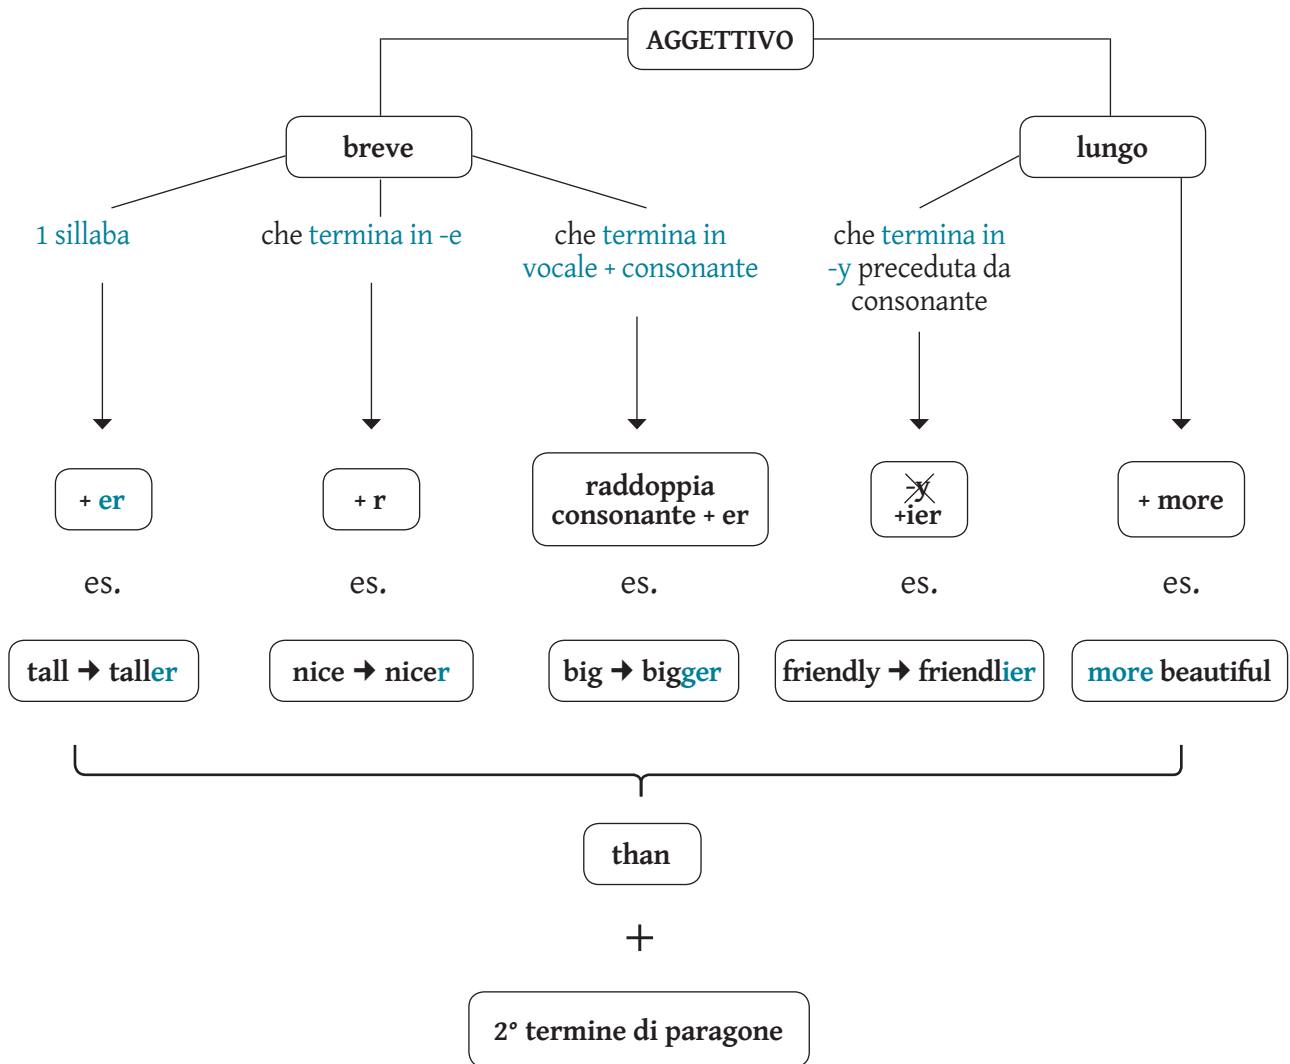 AGGETTIVO
breve
lungo
1 sillaba
che termina in -e
che termina in
vocale + consonante
che termina in
-y preceduta da
consonante
+ er
+ r
raddoppia
consonante + er
-y
+ier
+ more
es.
es.
es.
es.
es.
tall → taller
nice → nicer
big → bigger
friendly → friendlier
more beautiful
than
+
2° termine di paragone